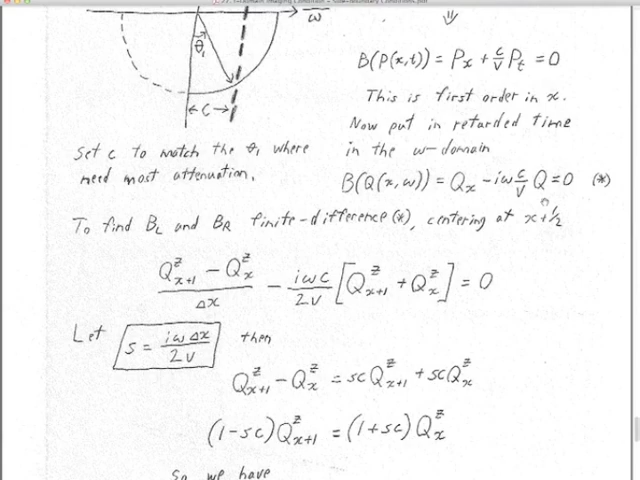 ω
θ₁
←C→
B(P(x,t)) = Pₓ + c/v Pₜ = 0
This is first order in x.
Now put in retarded time
in the ω-domain
Set c to match the θ₁ where
need most attenuation.
B(Q(x,ω)) = Qₓ - iω c/v Q = 0 (*)
To find B_L and B_R finite-difference (*), centering at x+½
(Q^z_{x+1} - Q^z_x)/Δx - iωc/2v [Q^z_{x+1} + Q^z_x] = 0
Let s = iωΔx/2v then
Q^z_{x+1} - Q^z_x = sc Q^z_{x+1} + sc Q^z_x
(1-sc) Q^z_{x+1} = (1+sc) Q^z_x
So we have